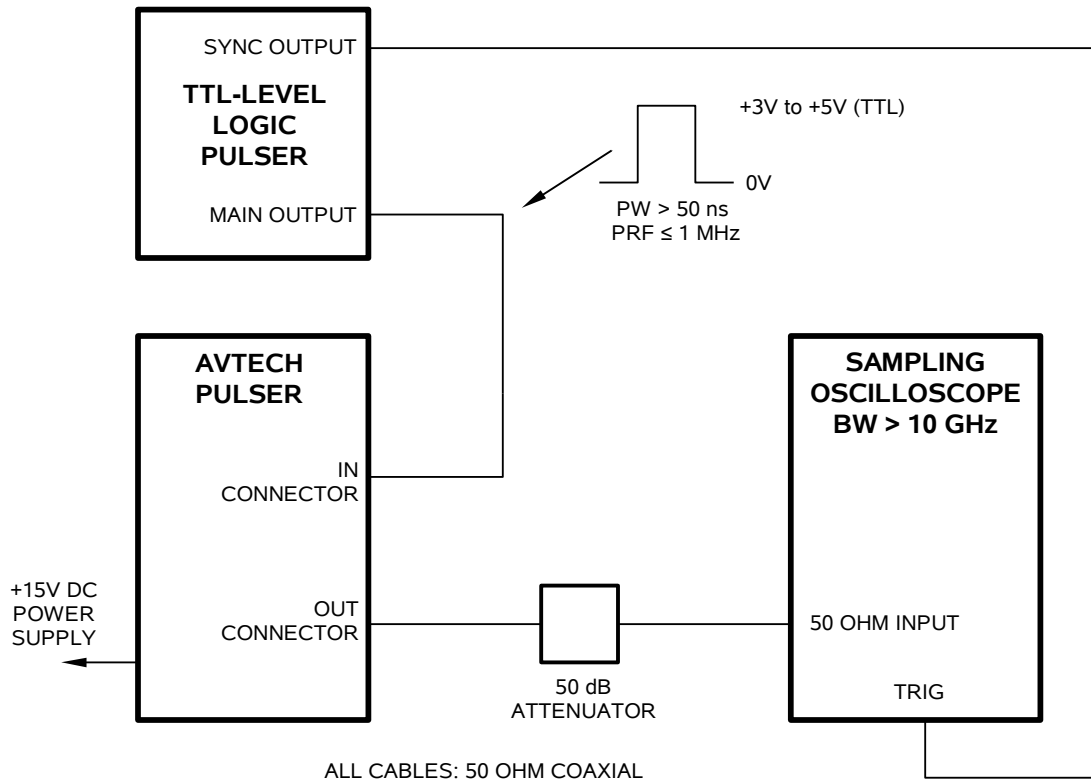 SYNC OUTPUT
TTL-LEVEL
LOGIC
PULSER
MAIN OUTPUT
+3V to +5V (TTL)
0V
PW > 50 ns
PRF ≤ 1 MHz
AVTECH
PULSER
IN
CONNECTOR
OUT
CONNECTOR
+15V DC
POWER
SUPPLY
50 dB
ATTENUATOR
SAMPLING
OSCILLOSCOPE
BW > 10 GHz
50 OHM INPUT
TRIG
ALL CABLES: 50 OHM COAXIAL